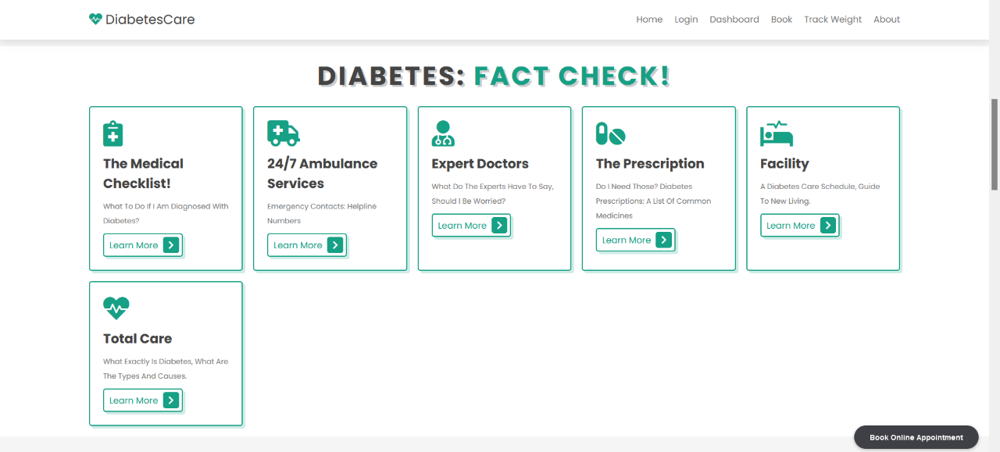 DiabetesCare
Home Login Dashboard Book Track Weight About
DIABETES: FACT CHECK!
The Medical
Checklist!
What To Do If I Am Diagnosed With
Diabetes?
Learn More
24/7 Ambulance
Services
Emergency Contacts: Helpline
Numbers
Learn More
Expert Doctors
What Do The Experts Have To Say,
Should I Be Worried?
Learn More
The Prescription
Do I Need Those? Diabetes
Prescriptions: A List Of Common
Medicines
Learn More
Facility
A Diabetes Care Schedule, Guide
To New Living.
Learn More
Total Care
What Exactly Is Diabetes, What Are
The Types And Causes.
Learn More
Book Online Appointment